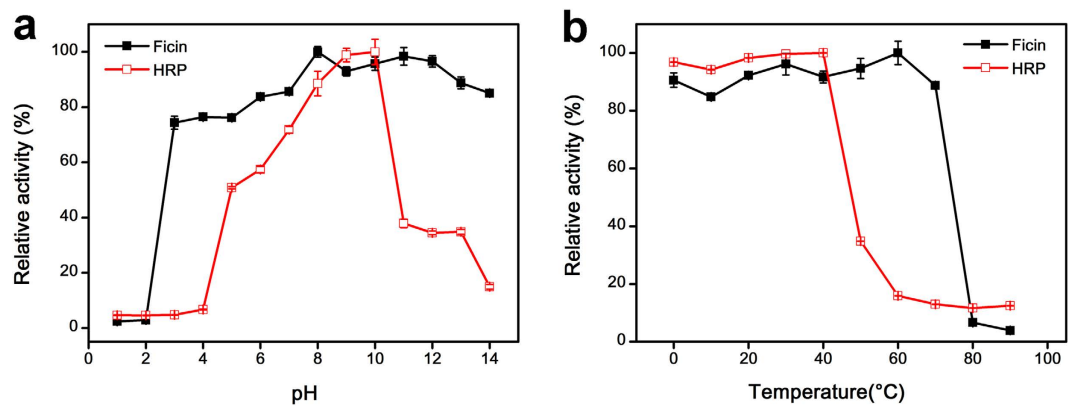 a
Ficin
HRP
Relative activity (%)
100
80
60
40
20
0
0 2 4 6 8 10 12 14
pH
b
Ficin
HRP
Relative activity (%)
100
80
60
40
20
0
0 20 40 60 80 100
Temperature(°C)